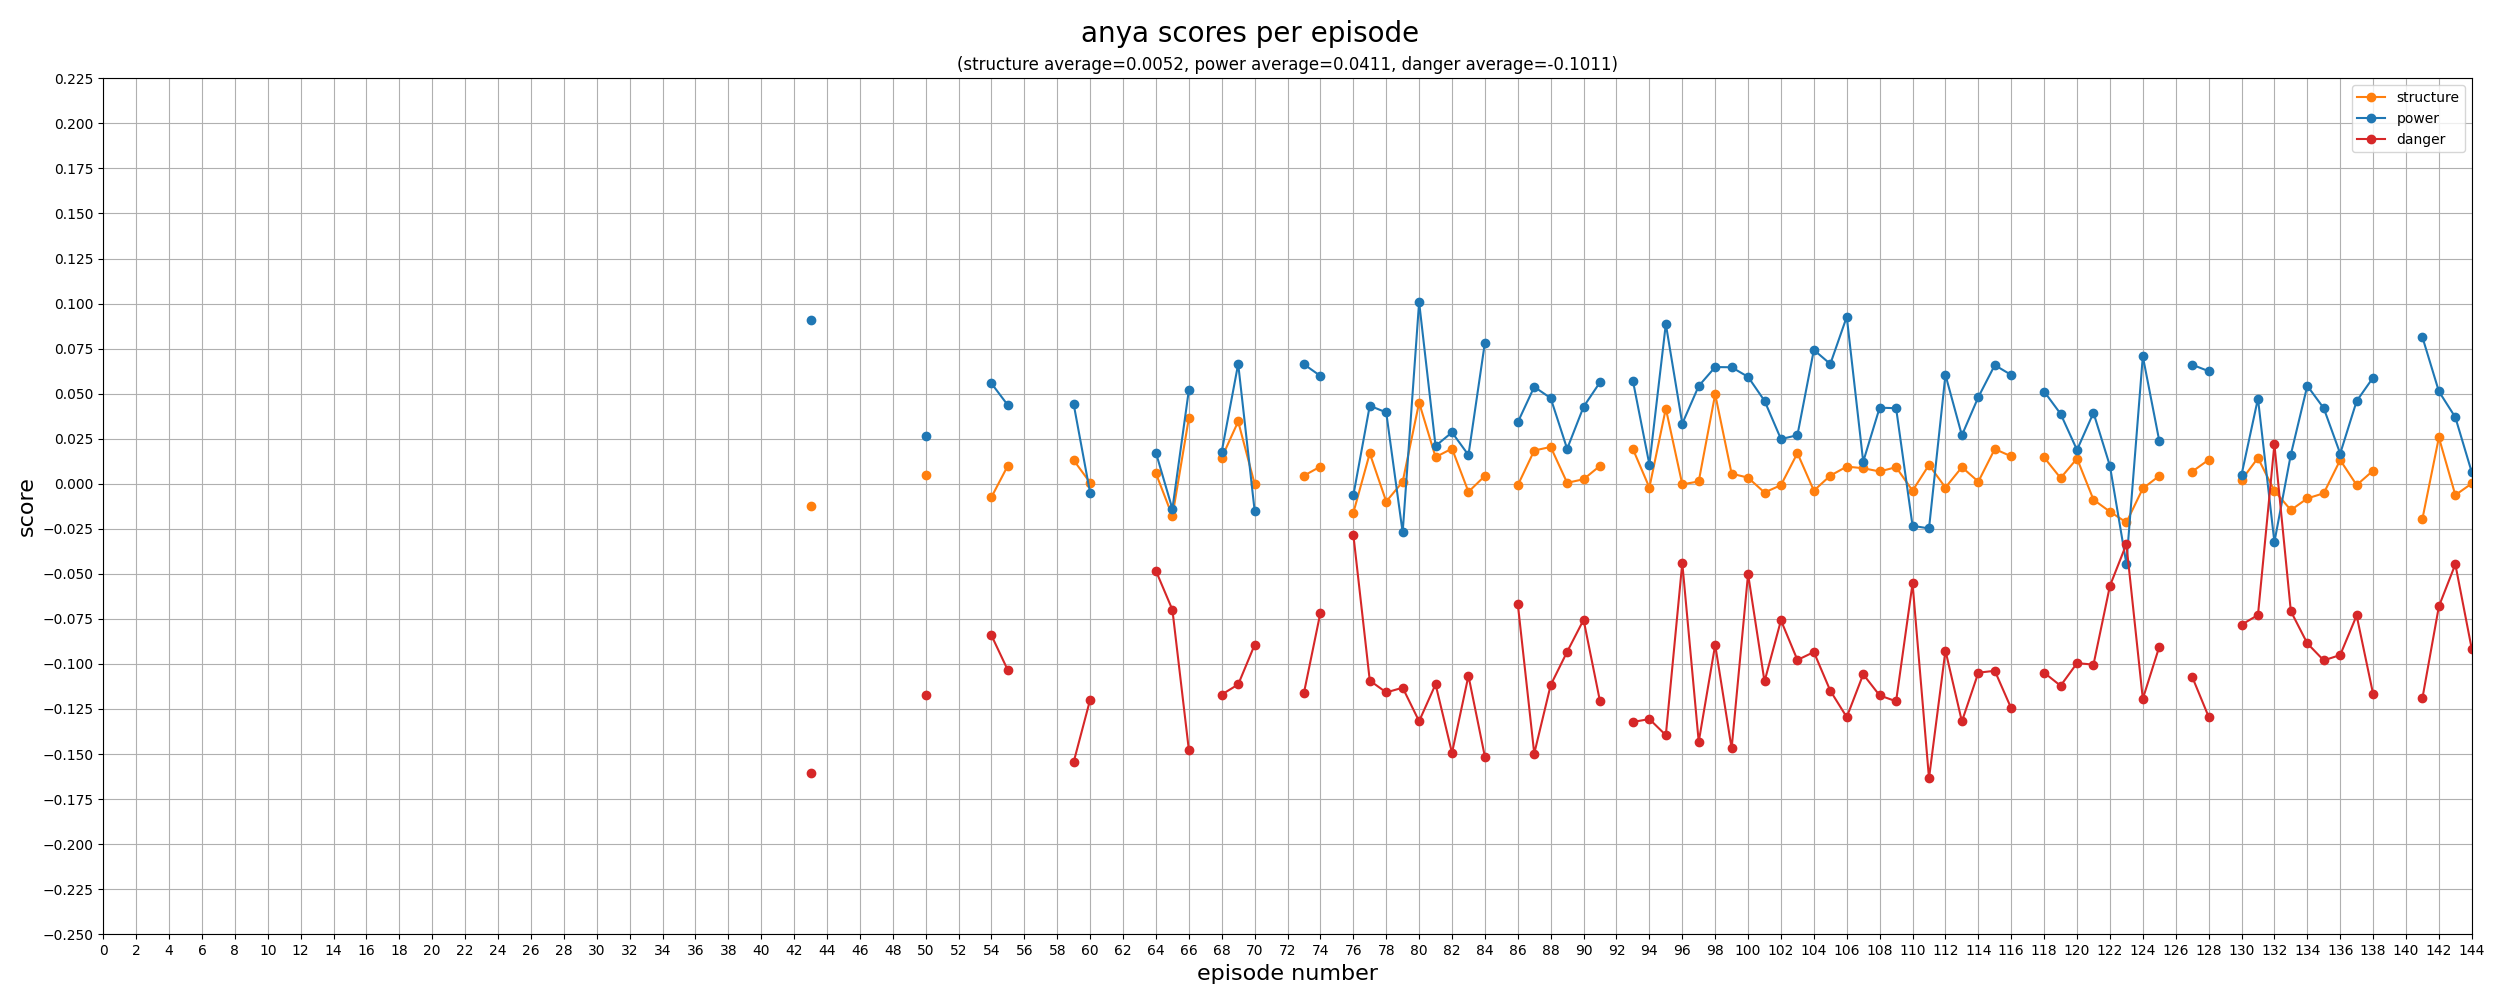 anya scores per episode
(structure average=0.0052, power average=0.0411, danger average=-0.1011)
structure
power
danger
score
0.225
0.200
0.175
0.150
0.125
0.100
0.075
0.050
0.025
0.000
−0.025
−0.050
−0.075
−0.100
−0.125
−0.150
−0.175
−0.200
−0.225
−0.250
0 2 4 6 8 10 12 14 16 18 20 22 24 26 28 30 32 34 36 38 40 42 44 46 48 50 52 54 56 58 60 62 64 66 68 70 72 74 76 78 80 82 84 86 88 90 92 94 96 98 100 102 104 106 108 110 112 114 116 118 120 122 124 126 128 130 132 134 136 138 140 142 144
episode number